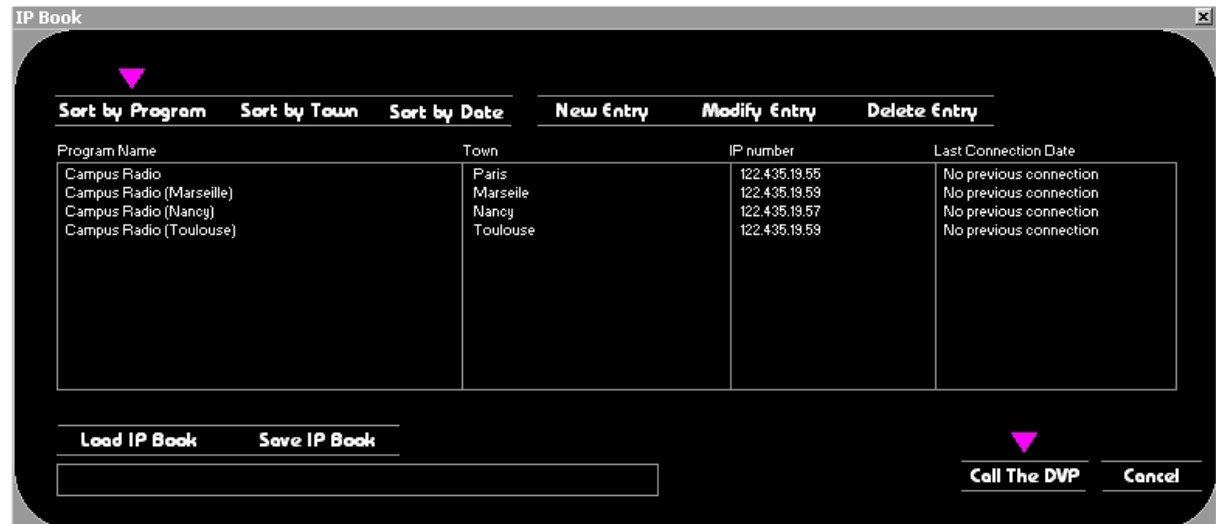 IP Book
Sort by Program Sort by Town Sort by Date New Entry Modify Entry Delete Entry
Program Name Town IP number Last Connection Date
Campus Radio Paris 122.435.19.55 No previous connection
Campus Radio (Marseille) Marseile 122.435.19.59 No previous connection
Campus Radio (Nancy) Nancy 122.435.19.57 No previous connection
Campus Radio (Toulouse) Toulouse 122.435.19.59 No previous connection
Load IP Book Save IP Book
Call The DVP Cancel